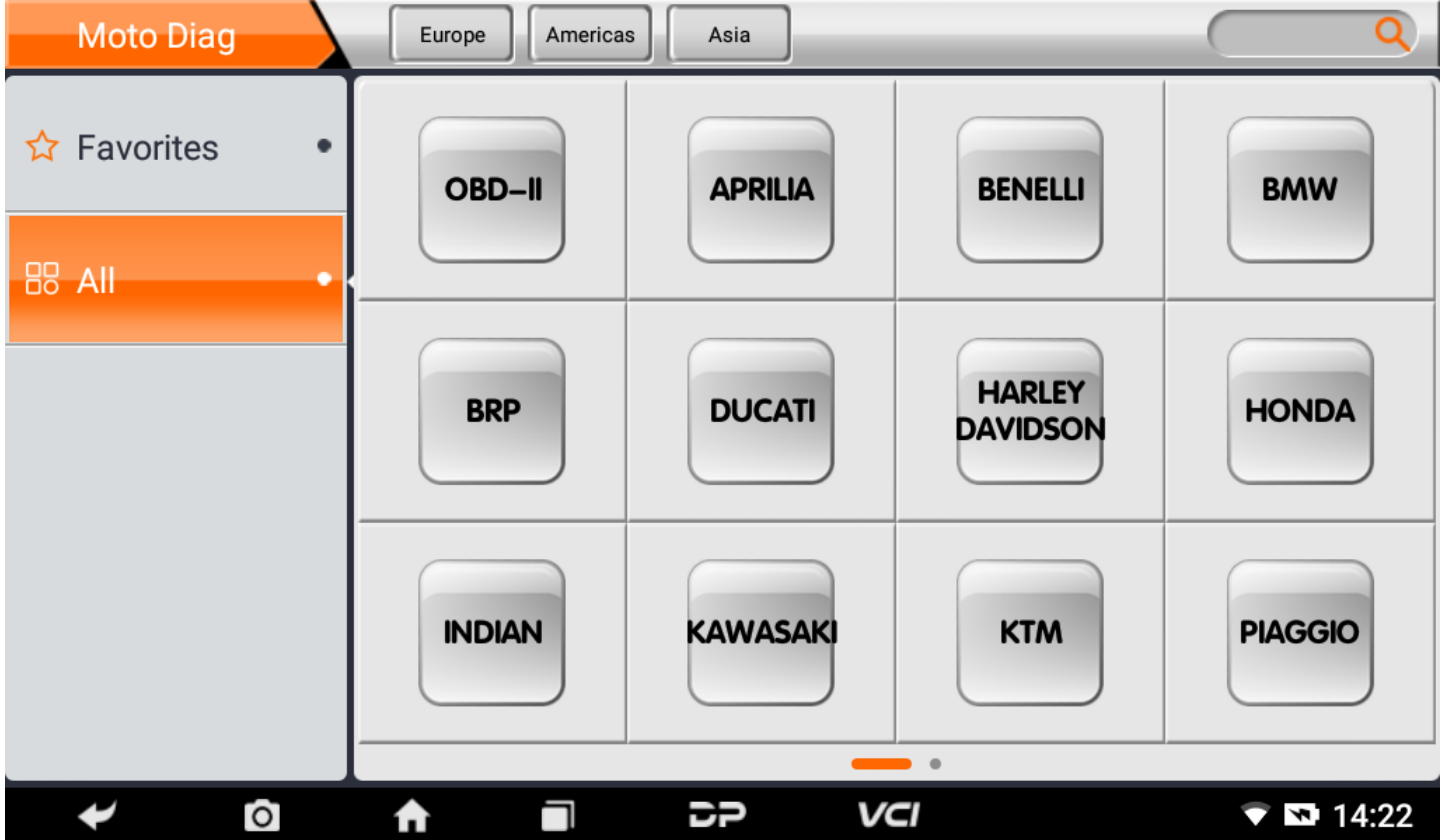 Moto Diag
Europe
Americas
Asia
Favorites
All
OBD-II
APRILIA
BENELLI
BMW
BRP
DUCATI
HARLEY
DAVIDSON
HONDA
INDIAN
KAWASAKI
KTM
PIAGGIO
DP
VCI
14:22